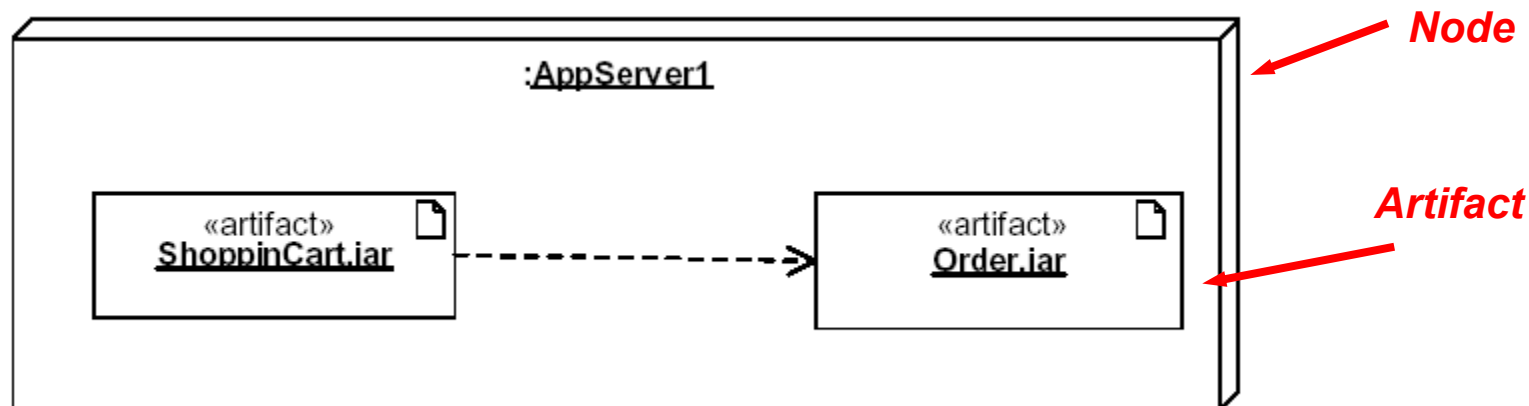 Node
:AppServer1
Artifact
«artifact»
ShoppinCart.jar
«artifact»
Order.jar